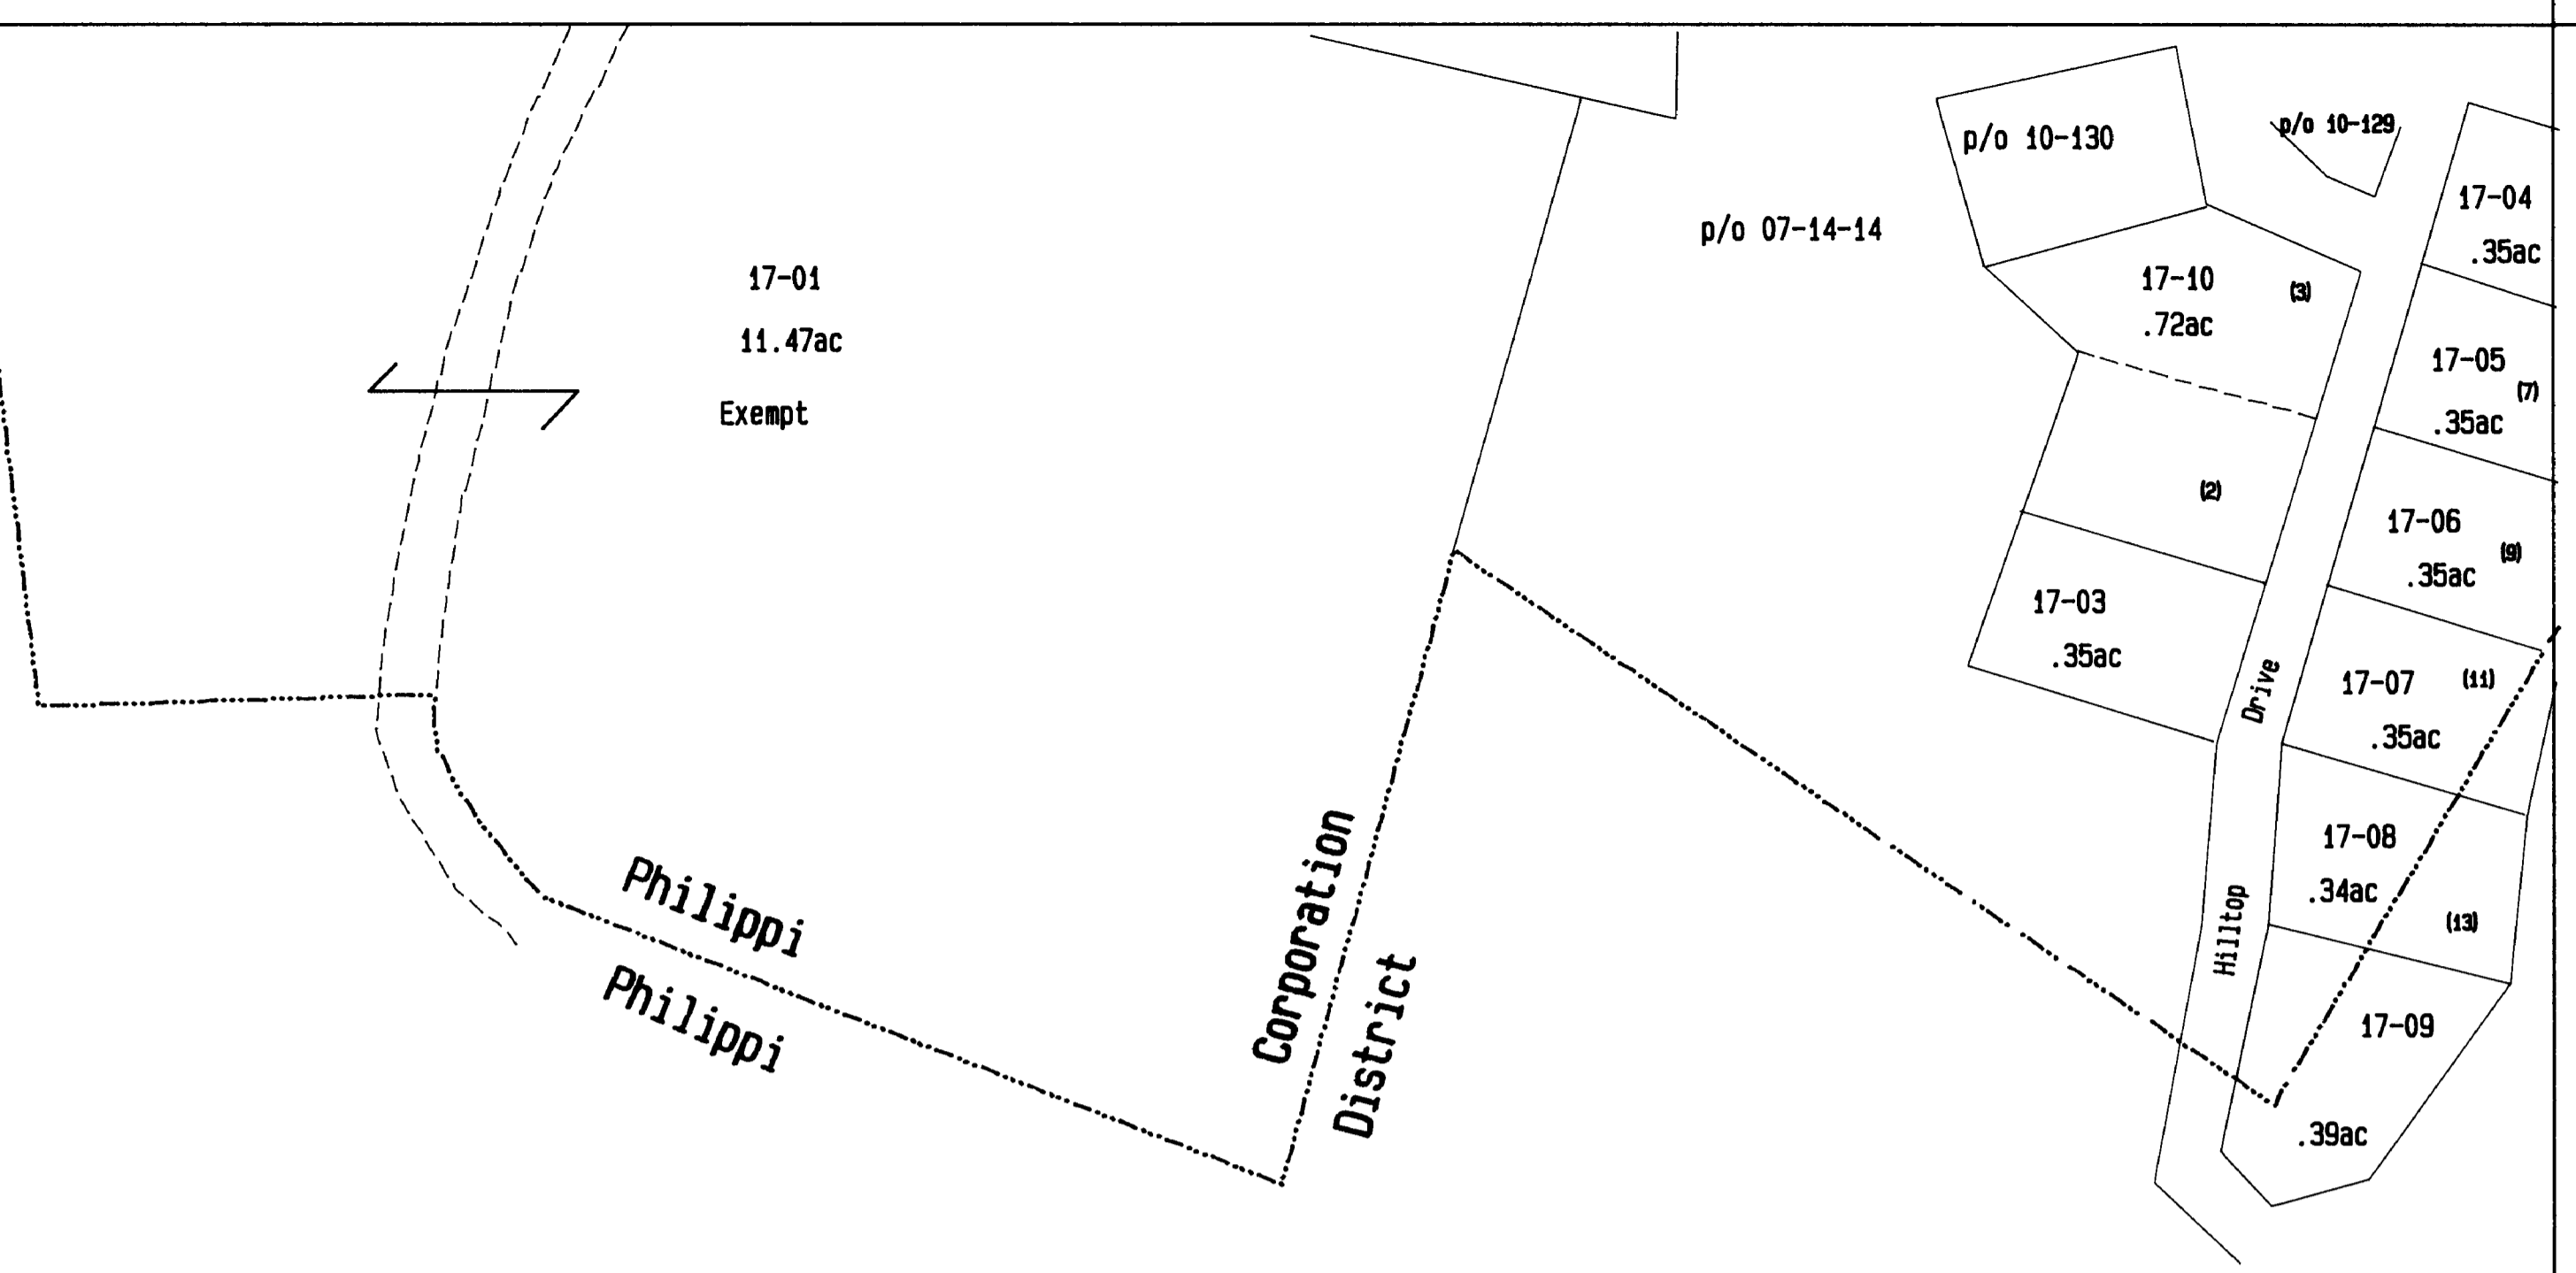 17-01
11.47ac
Exempt
p/o 07-14-14
p/o 10-130
p/o 10-129
17-10
.72ac
(3)
(2)
17-03
.35ac
17-04
.35ac
17-05
(7)
.35ac
17-06
(9)
.35ac
17-07
(11)
.35ac
17-08
.34ac
(13)
17-09
.39ac
Hilltop Drive
Philippi Corporation
Philippi District